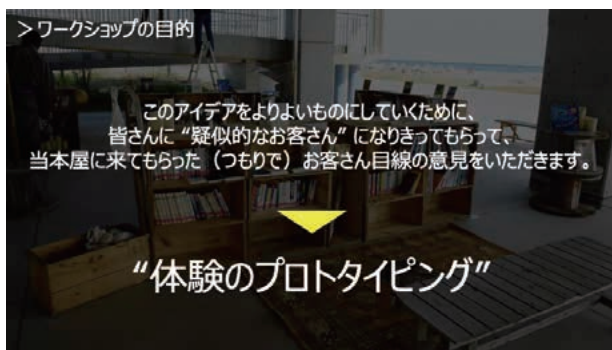 >ワークショップの目的
このアイデアをよりよいものにしていくために、
皆さんに “疑似的なお客さん” になりきってもらって、
当本屋に来てもらった（つもりで）お客さん目線の意見をいただきます。
“体験のプロトタイピング”